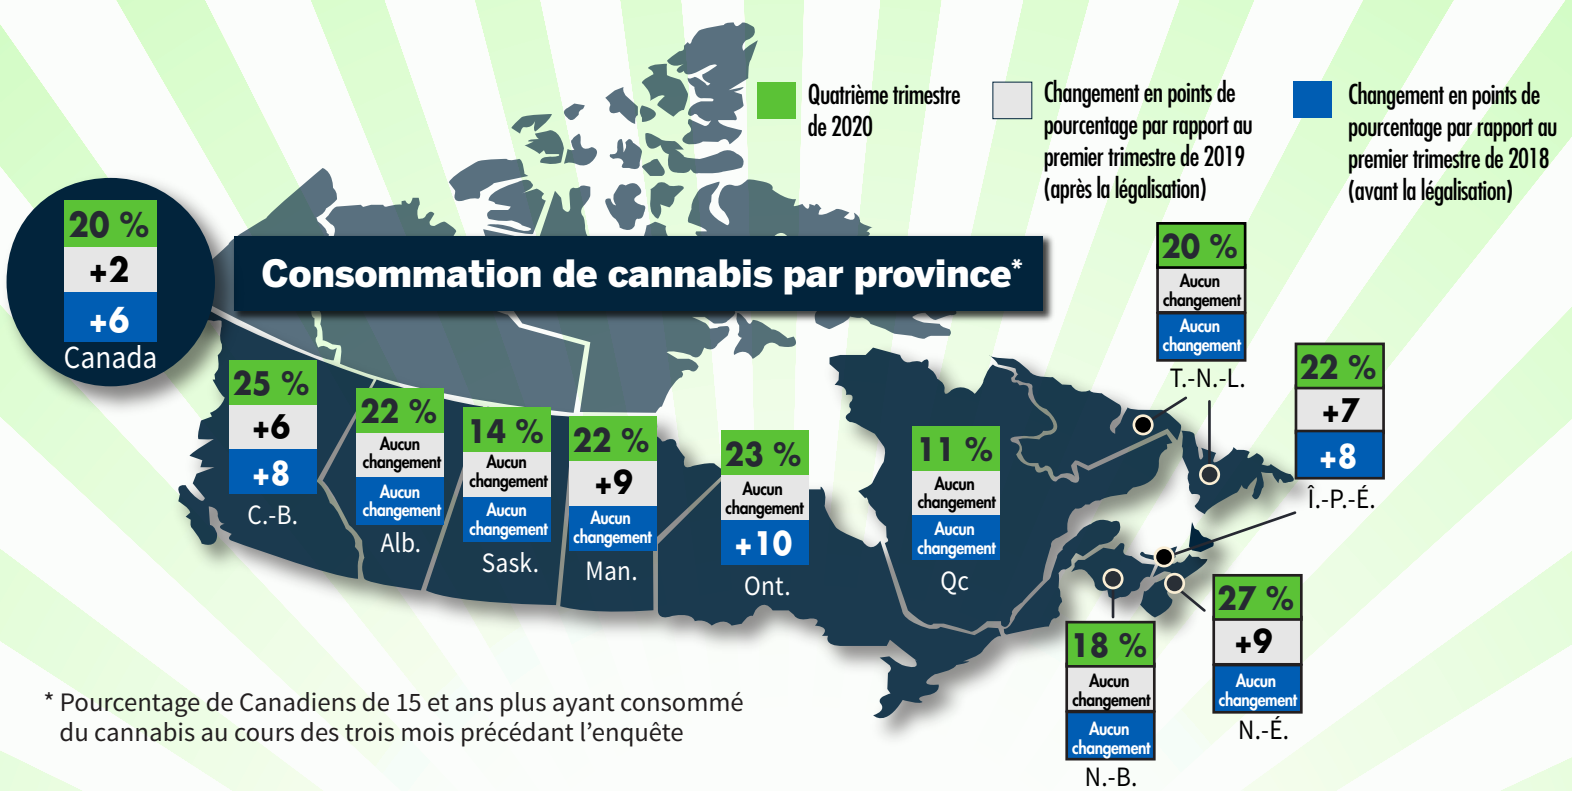 Quatrième trimestre
de 2020
Changement en points de
pourcentage par rapport au
premier trimestre de 2019
(après la légalisation)
Changement en points de
pourcentage par rapport au
premier trimestre de 2018
(avant la légalisation)
20 %
+2
+6
Canada
Consommation de cannabis par province*
20 %
Aucun
changement
Aucun
changement
T.-N.-L.
22 %
+7
+8
Î.-P.-É.
25 %
+6
+8
C.-B.
22 %
Aucun
changement
Aucun
changement
Alb.
14 %
Aucun
changement
Aucun
changement
Sask.
22 %
+9
Aucun
changement
Man.
23 %
Aucun
changement
+10
Ont.
11 %
Aucun
changement
Aucun
changement
Qc
27 %
+9
Aucun
changement
N.-É.
18 %
Aucun
changement
Aucun
changement
N.-B.
* Pourcentage de Canadiens de 15 et ans plus ayant consommé
du cannabis au cours des trois mois précédant l'enquête